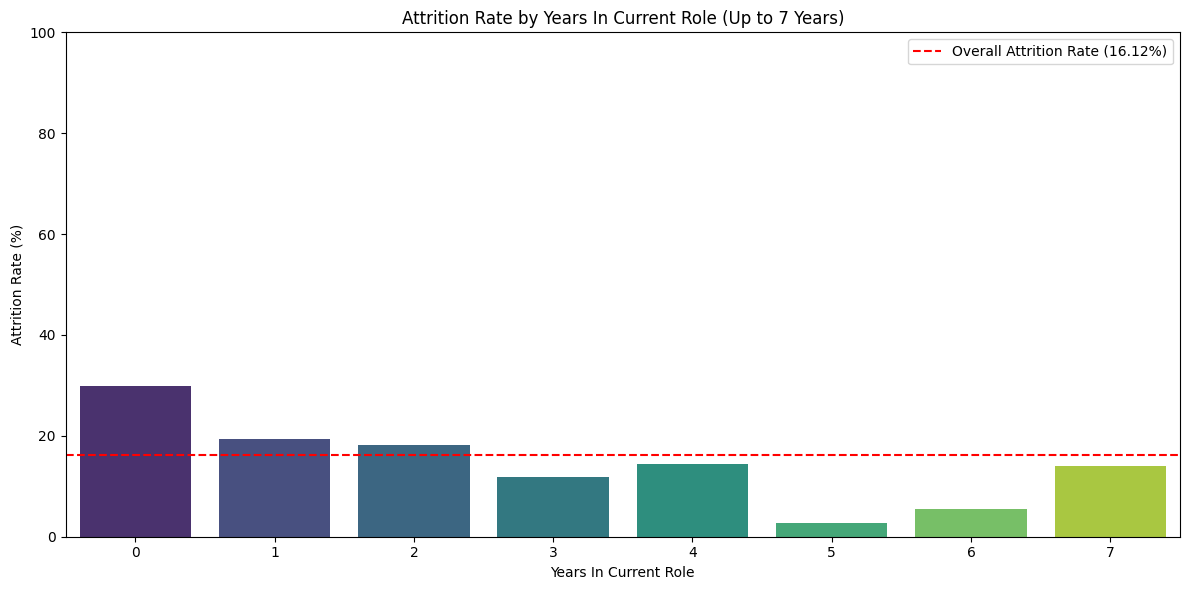 Attrition Rate by Years In Current Role (Up to 7 Years)
Overall Attrition Rate (16.12%)
Attrition Rate (%)
100
80
60
40
20
0
0 1 2 3 4 5 6 7
Years In Current Role